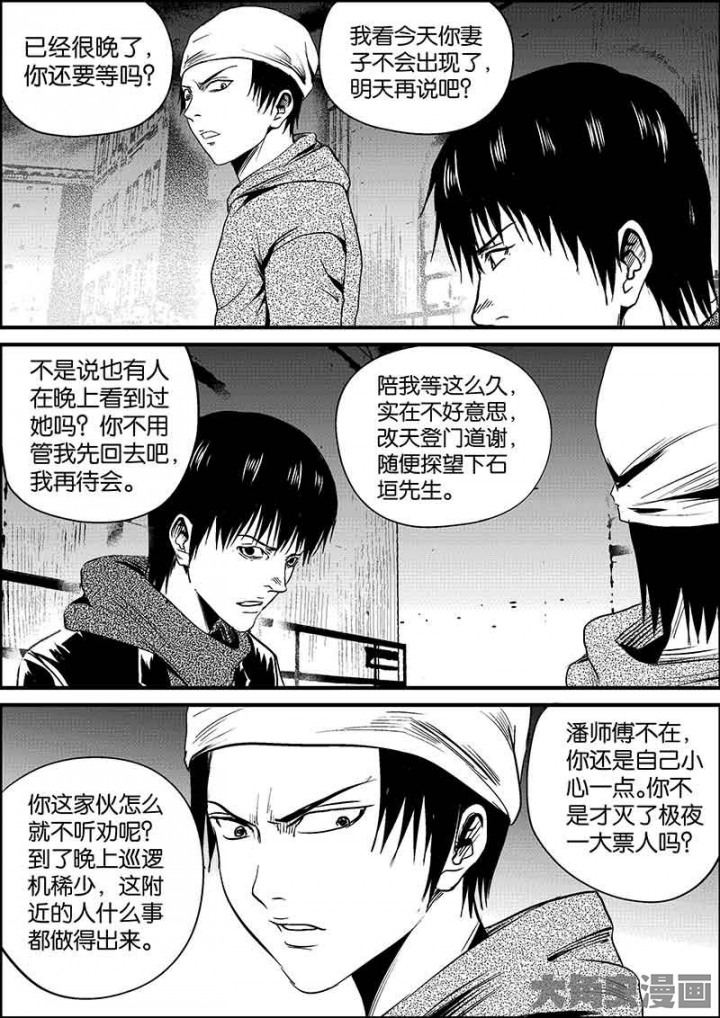 已经很晚了，
你还要等吗？
我看今天你妻
子不会出现了，
明天再说吧？
不是说也有人
在晚上看到过
她吗？你不用
管我先回去吧，
我再待会。
陪我等这么久，
实在不好意思，
改天登门道谢，
随便探望下石
垣先生。
潘师傅不在，
你还是自己小
心一点。你不
是才灭了极夜
一大票人吗？
你这家伙怎么
就不听劝呢？
到了晚上巡逻
机稀少，这附
近的人什么事
都做得出来。
漫画